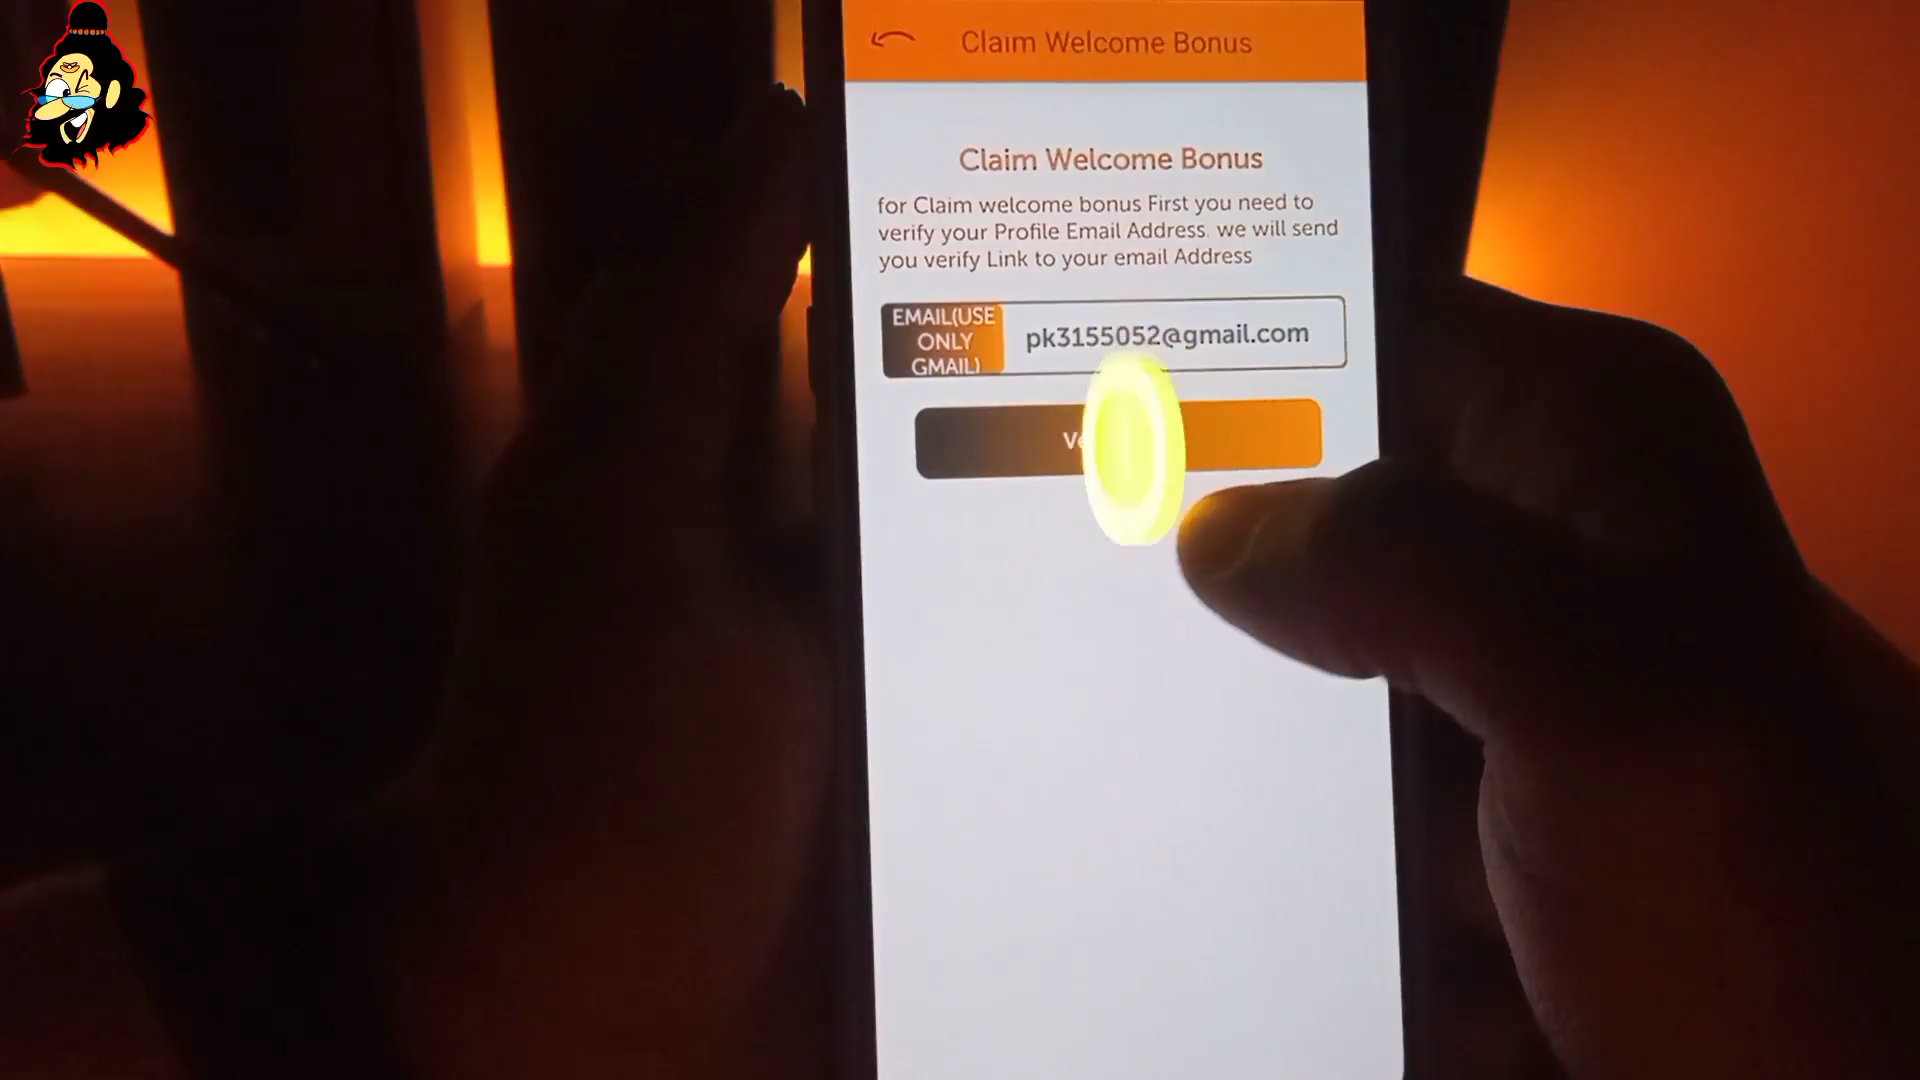 Claim Welcome Bonus
Claim Welcome Bonus
for Claim welcome bonus First you need to
verify your Profile Email Address. we will send
you verify Link to your email Address
EMAIL(USE
ONLY
GMAIL)
pk3155052@gmail.com